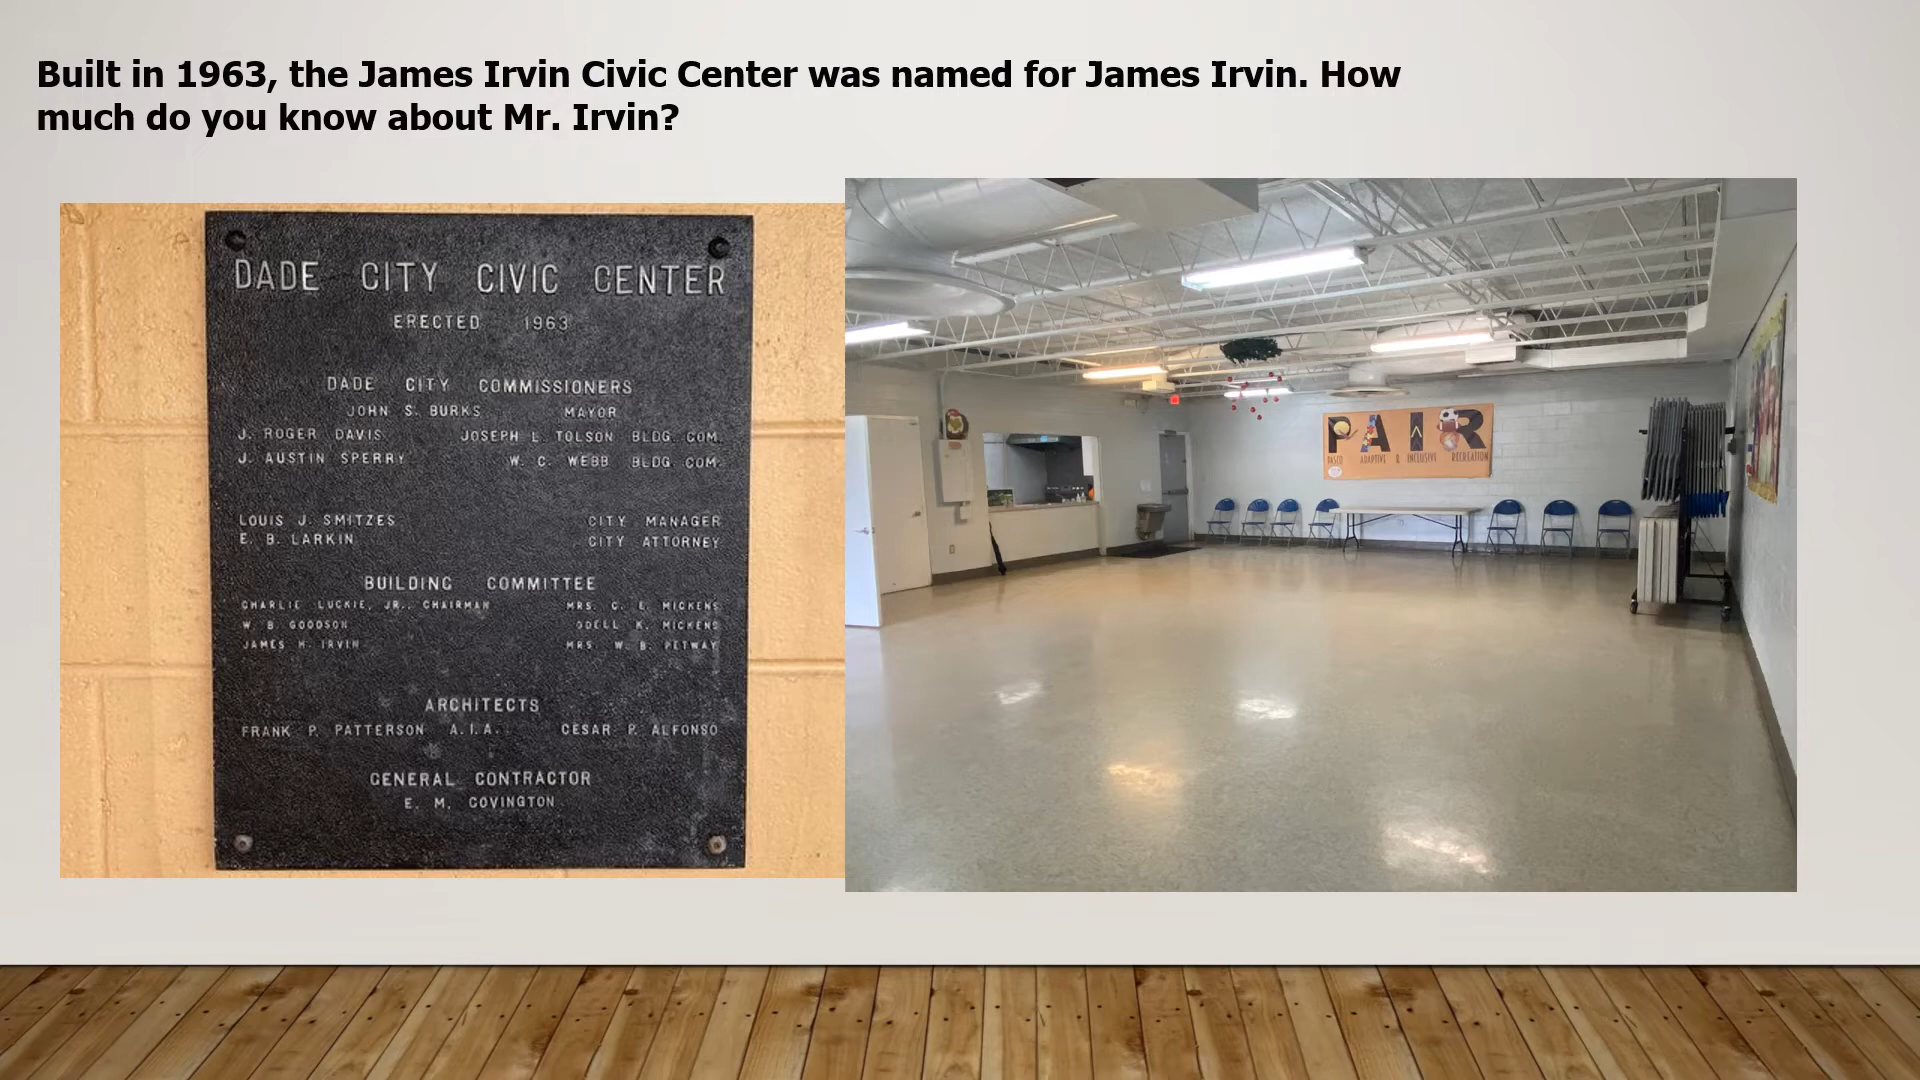 Built in 1963, the James Irvin Civic Center was named for James Irvin. How
much do you know about Mr. Irvin?
DADE CITY CIVIC CENTER
ERECTED 1963
DADE CITY COMMISSIONERS
JOHN S. BURKS MAYOR
J. ROGER DAVIS JOSEPH L TOLSON BLDG. COM.
J. AUSTIN SPERRY W. C. WEBB BLDG COM.
LOUIS J. SMITZES CITY MANAGER
E. B. LARKIN CITY ATTORNEY
BUILDING COMMITTEE
CHARLIE LUCKIE, JR., CHAIRMAN MRS C. E. MICKENS
W. B. GOODSON ODELL K. MICKENS
JAMES H. IRVIN MRS W. B. PETWAY
ARCHITECTS
FRANK P. PATTERSON A.I.A. CESAR P. ALFONSO
GENERAL CONTRACTOR
E. M. COVINGTON
PAIR
PASCO ADAPTIVE & INCLUSIVE RECREATION